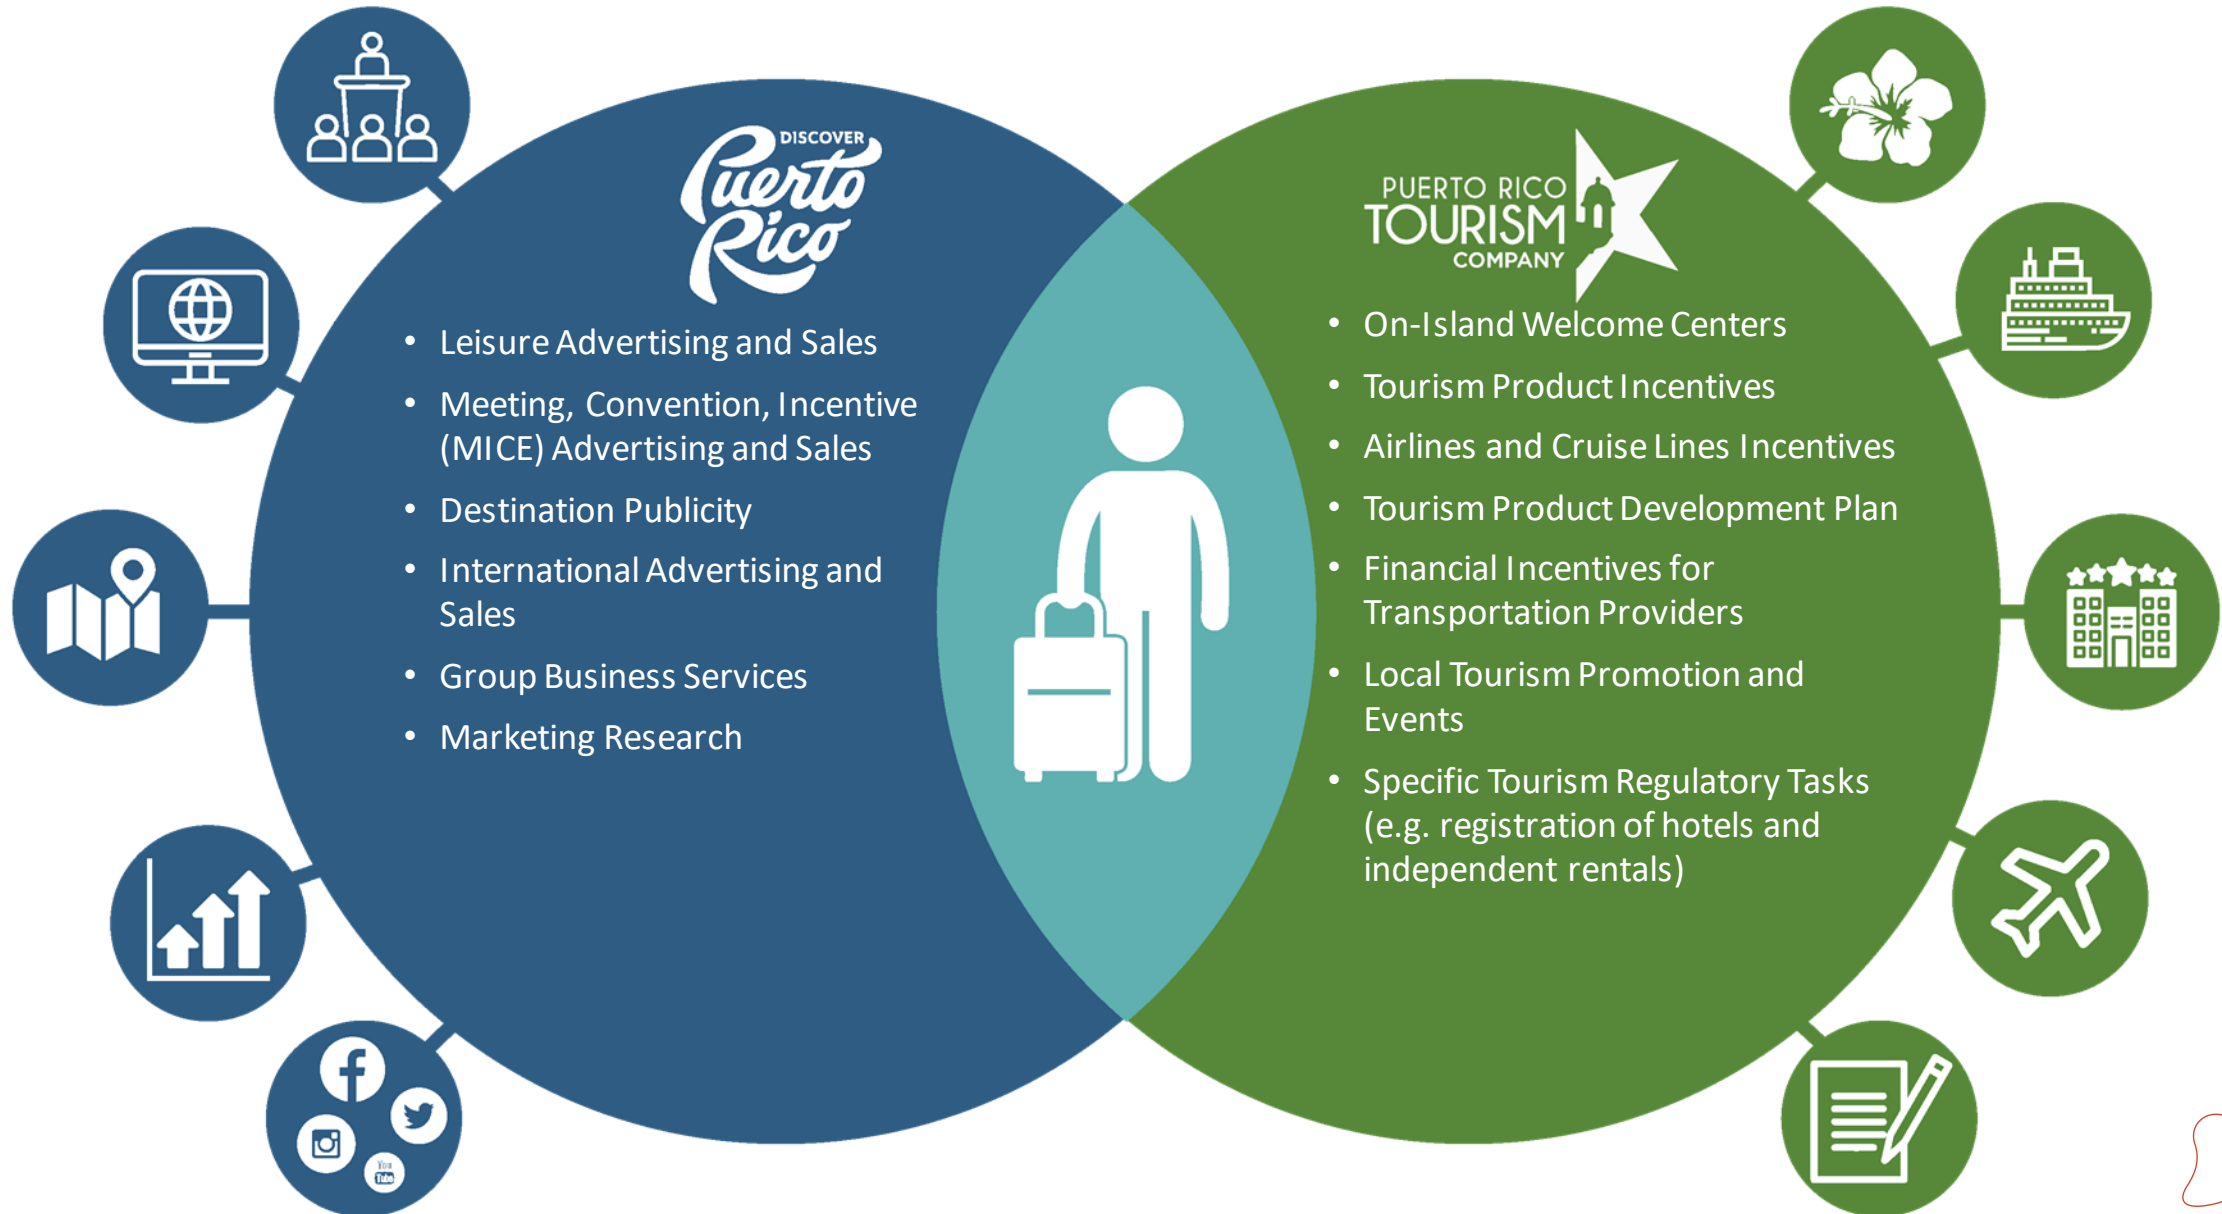 DISCOVER
Puerto
Rico
• Leisure Advertising and Sales
• Meeting, Convention, Incentive
(MICE) Advertising and Sales
• Destination Publicity
• International Advertising and
Sales
• Group Business Services
• Marketing Research
PUERTO RICO
TOURISM
COMPANY
• On-Island Welcome Centers
• Tourism Product Incentives
• Airlines and Cruise Lines Incentives
• Tourism Product Development Plan
• Financial Incentives for
Transportation Providers
• Local Tourism Promotion and
Events
• Specific Tourism Regulatory Tasks
(e.g. registration of hotels and
independent rentals)
You
Tube